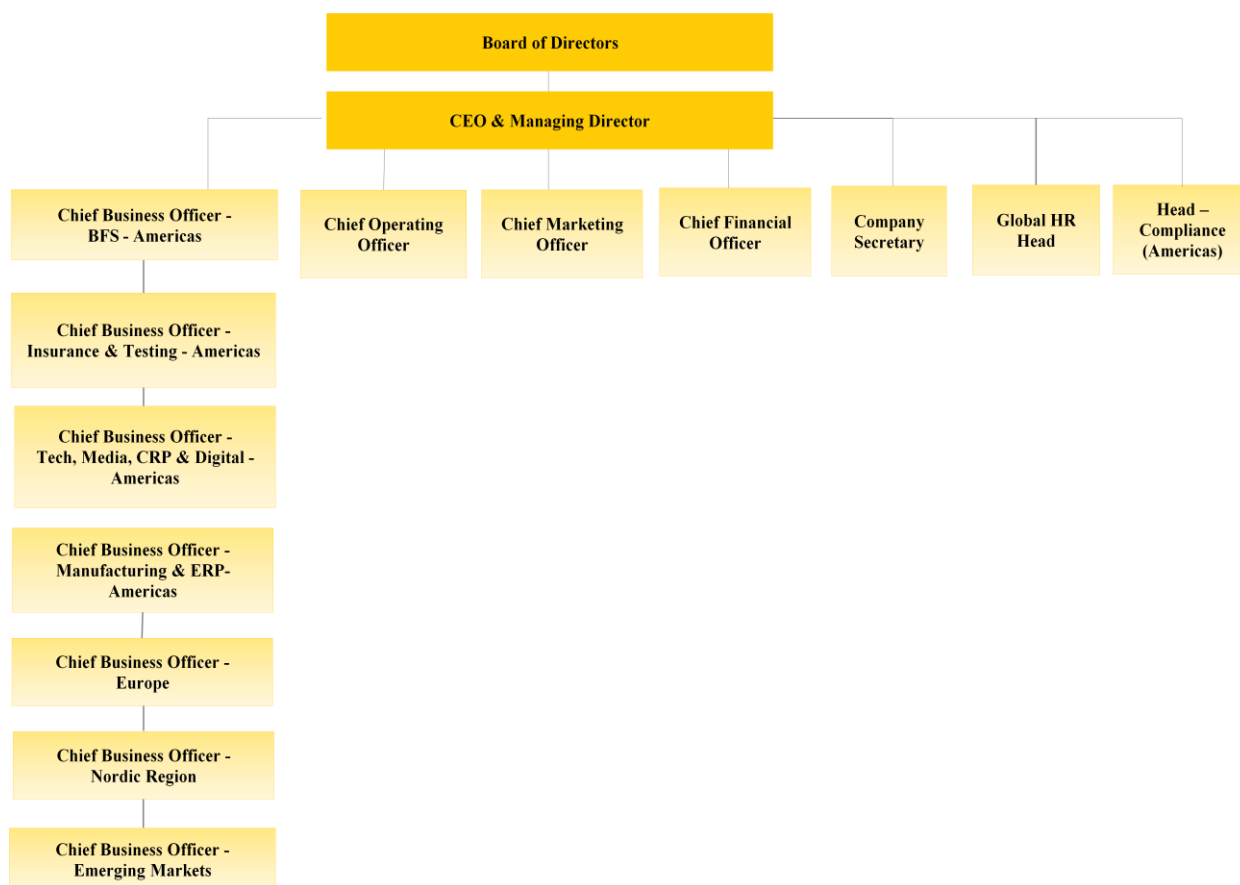 Board of Directors
CEO & Managing Director
Chief Business Officer -
BFS - Americas
Chief Operating
Officer
Chief Marketing
Officer
Chief Financial
Officer
Company
Secretary
Global HR
Head
Head –
Compliance
(Americas)
Chief Business Officer -
Insurance & Testing - Americas
Chief Business Officer -
Tech, Media, CRP & Digital -
Americas
Chief Business Officer -
Manufacturing & ERP-
Americas
Chief Business Officer -
Europe
Chief Business Officer -
Nordic Region
Chief Business Officer -
Emerging Markets